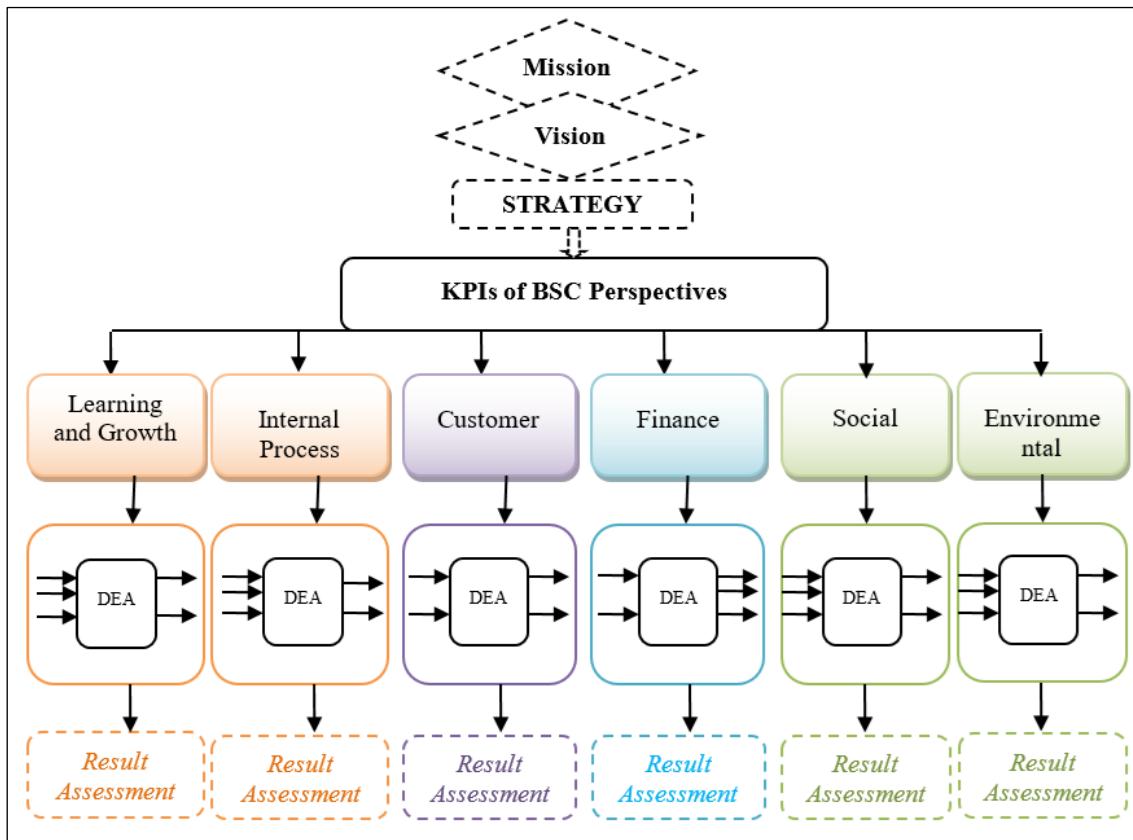 Mission
Vision
STRATEGY
KPIs of BSC Perspectives
Learning
and Growth
Internal
Process
Customer
Finance
Social
Environme
ntal
DEA
DEA
DEA
DEA
DEA
DEA
Result
Assessment
Result
Assessment
Result
Assessment
Result
Assessment
Result
Assessment
Result
Assessment